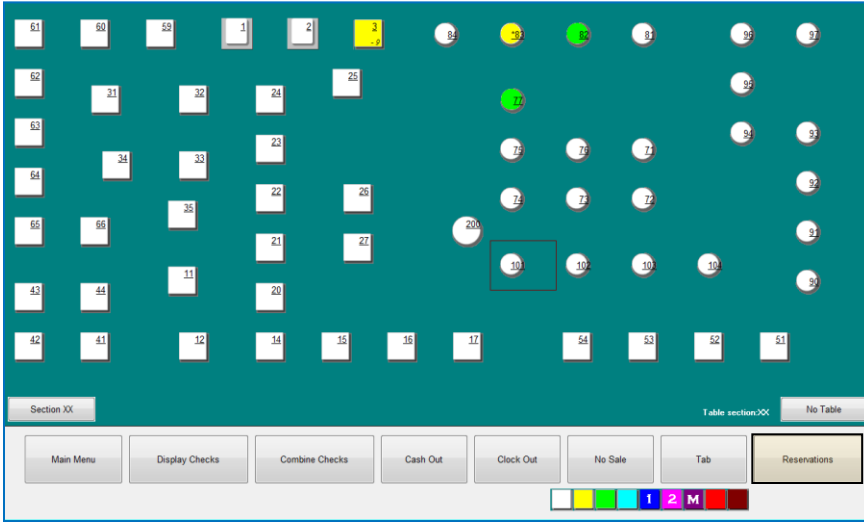 61 60 59 1 2 3 84 *83 82 81 96 97
- P
62 25 95
31 32 24 77
63 23 75 76 71 94 93
34 33
64 22 26 74 73 72 92
35
65 66 21 27 200 91
11 101 102 103 104
43 44 20 90
42 41 12 14 15 16 17 54 53 52 51
Section XX Table section:XX No Table
Main Menu Display Checks Combine Checks Cash Out Clock Out No Sale Tab Reservations
1 2 M